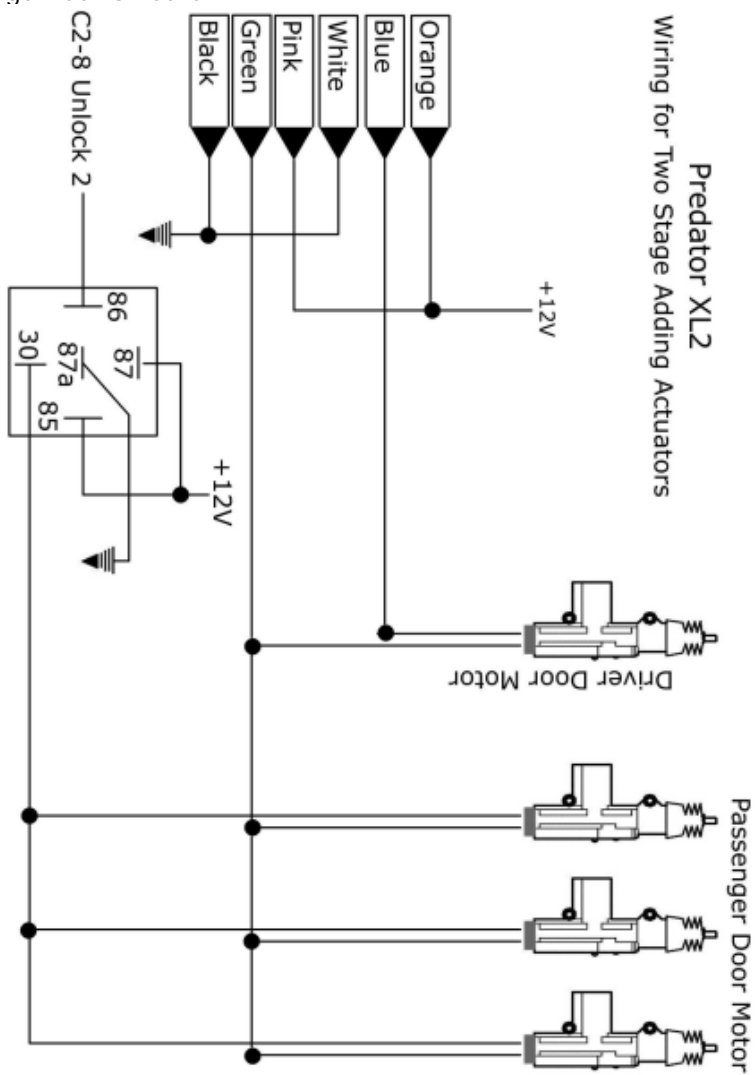 Predator XL2
Wiring for Two Stage Adding Actuators
Orange
Blue
White
Pink
Green
Black
C2-8 Unlock 2
+12V
86
87
87a
30
85
+12V
Driver Door Motor
Passenger Door Motor